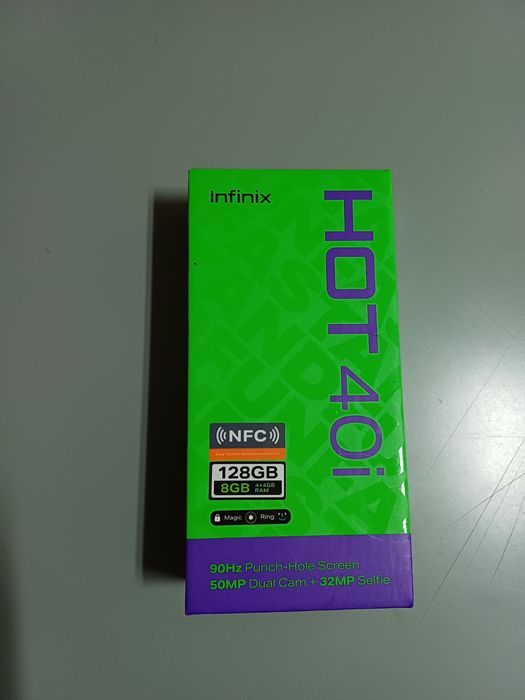 Infinix
HOT 40i
((NFC))
128GB
8GB 4+4GB RAM
Magic Ring
90Hz Punch-Hole Screen
50MP Dual Cam + 32MP Selfie